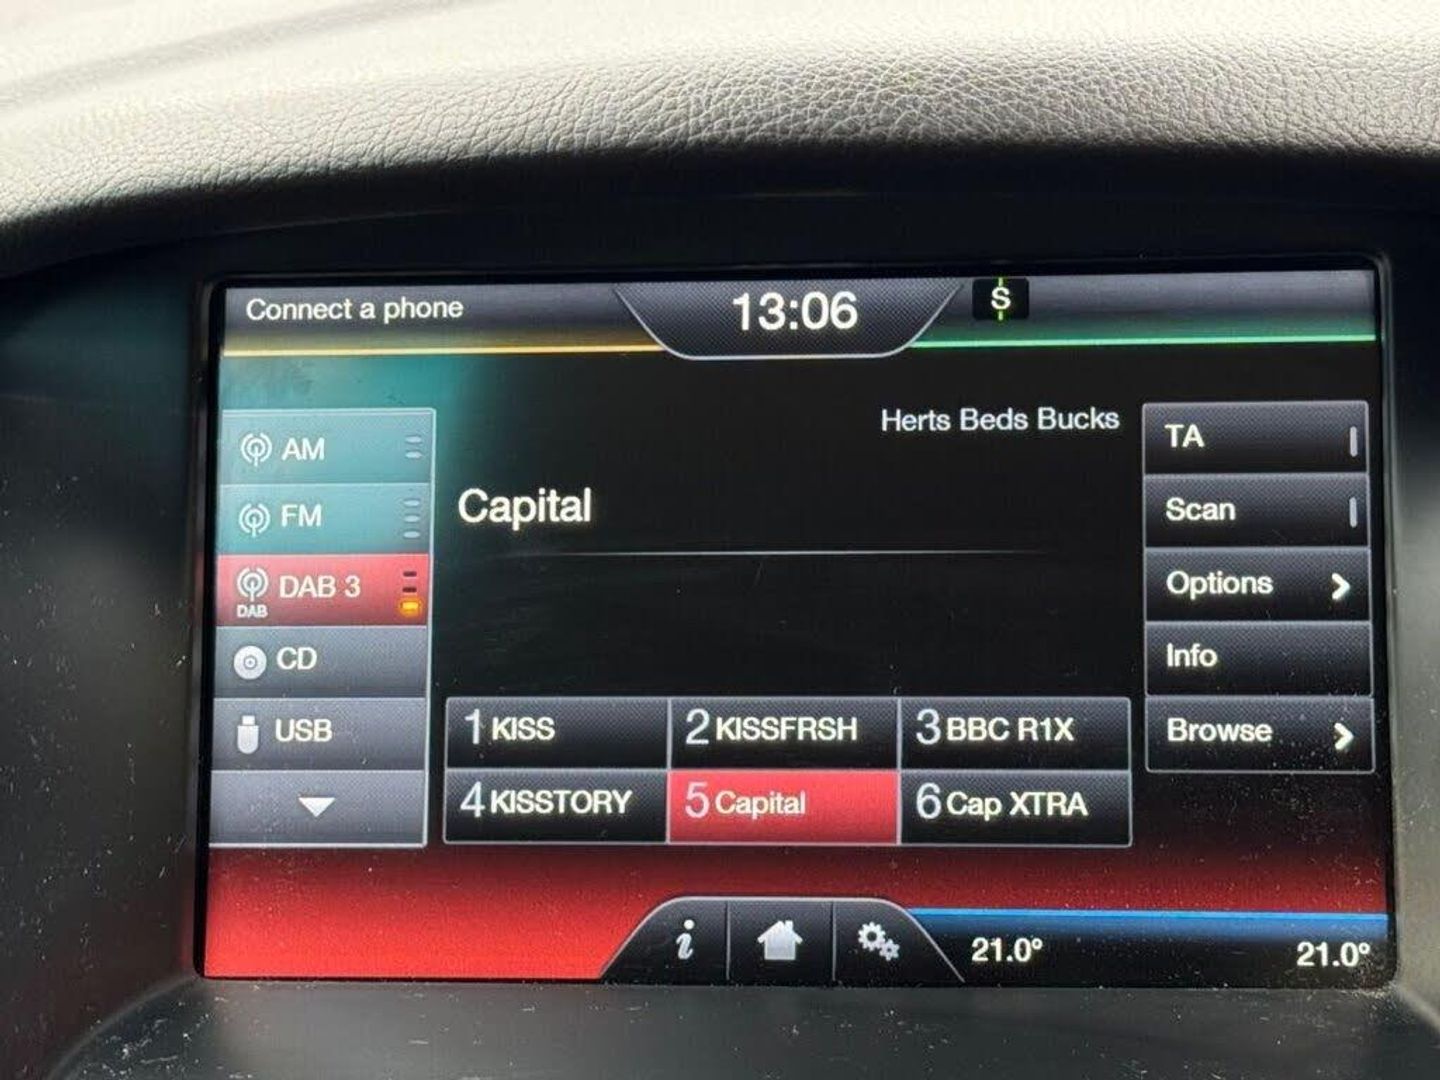 Connect a phone
13:06
S
Herts Beds Bucks
AM
FM
DAB 3
DAB
CD
USB
Capital
TA
Scan
Options
Info
Browse
1 KISS
2 KISSFRSH
3 BBC R1X
4 KISSTORY
5 Capital
6 Cap XTRA
i
21.0°
21.0°